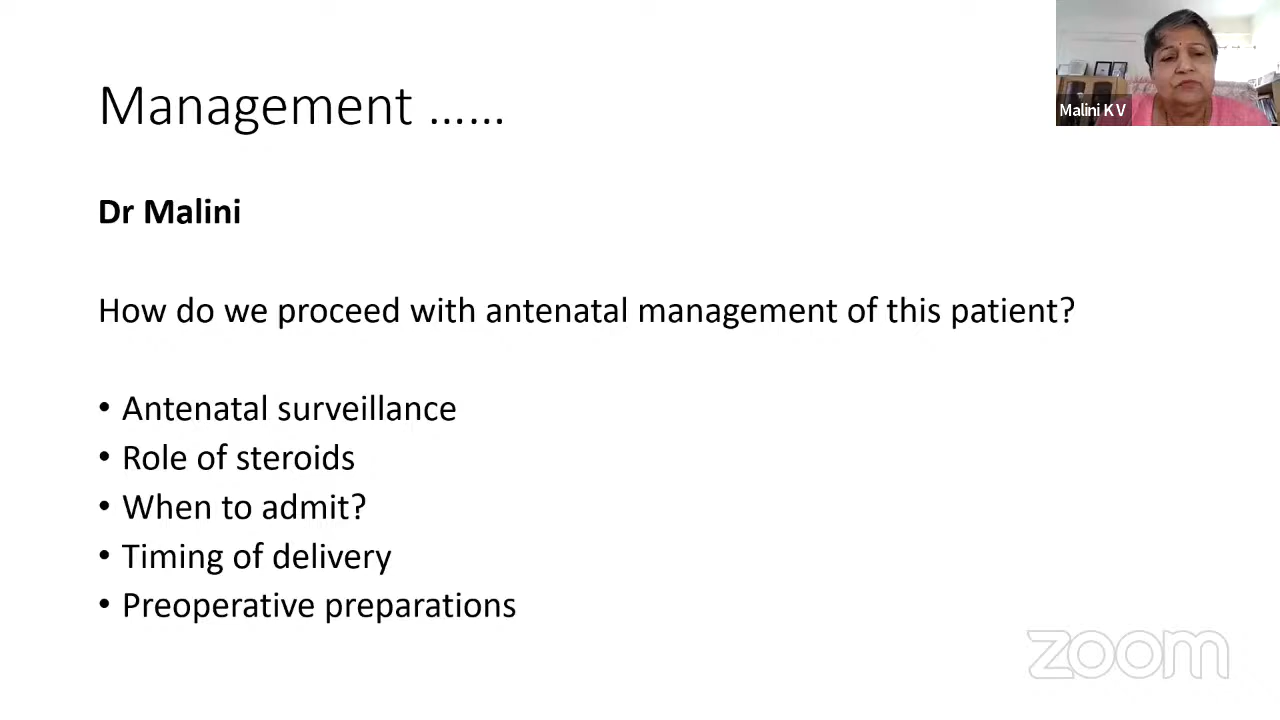 Management ......
Malini K V
Dr Malini
How do we proceed with antenatal management of this patient?
• Antenatal surveillance
• Role of steroids
• When to admit?
• Timing of delivery
• Preoperative preparations
zoom